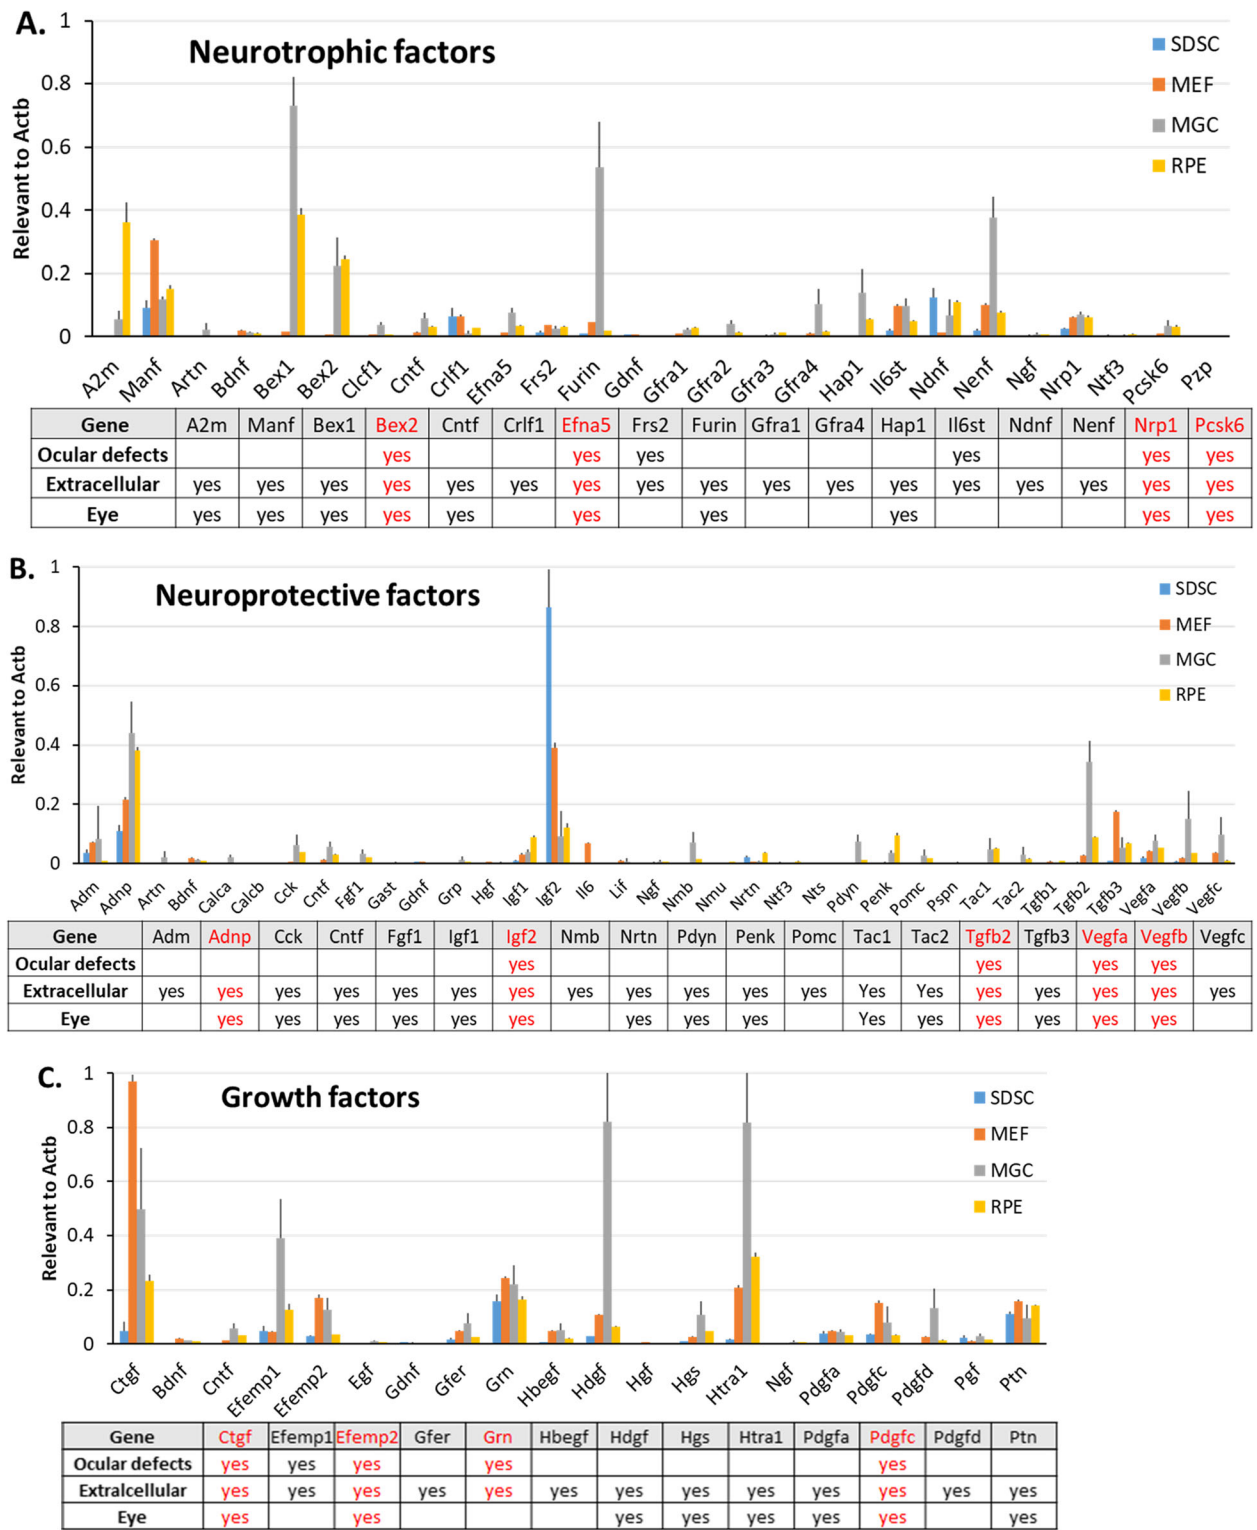 A.
Neurotrophic factors
Relevant to Actb
1
0.8
0.6
0.4
0.2
0
SDSC
MEF
MGC
RPE
A2m Manf Artn Bdnf Bex1 Bex2 Clcf1 Cntf Crlf1 Efna5 Frs2 Furin Gdnf Gfra1 Gfra2 Gfra3 Gfra4 Hap1 Il6st Ndnf Nenf Ngf Nrp1 Ntf3 Pcsk6 Pzp
Gene A2m Manf Bex1 Bex2 Cntf Crlf1 Efna5 Frs2 Furin Gfra1 Gfra4 Hap1 Il6st Ndnf Nenf Nrp1 Pcsk6
Ocular defects yes yes yes yes yes yes
Extracellular yes yes yes yes yes yes yes yes yes yes yes yes yes yes yes yes yes
Eye yes yes yes yes yes yes yes yes yes yes
B.
Neuroprotective factors
Relevant to Actb
1
0.8
0.6
0.4
0.2
0
SDSC
MEF
MGC
RPE
Adm Adnp Artn Bdnf Calca Calcb Cck Cntf Fgf1 Gast Gdnf Grp Hgf Igf1 Igf2 Il6 Lif Ngf Nmb Nmu Nrtn Ntf3 Nts Pdyn Penk Pomc Pspn Tac1 Tac2 Tgfb1 Tgfb2 Tgfb3 Vegfa Vegfb Vegfc
Gene Adm Adnp Cck Cntf Fgf1 Igf1 Igf2 Nmb Nrtn Pdyn Penk Pomc Tac1 Tac2 Tgfb2 Tgfb3 Vegfa Vegfb Vegfc
Ocular defects yes yes yes yes
Extracellular yes yes yes yes yes yes yes yes yes yes yes yes Yes Yes yes yes yes yes yes
Eye yes yes yes yes yes yes yes yes yes Yes yes yes yes yes yes
C.
Growth factors
Relevant to Actb
1
0.8
0.6
0.4
0.2
0
SDSC
MEF
MGC
RPE
Ctgf Bdnf Cntf Efemp1 Efemp2 Egf Gdnf Gfer Grn Hbegf Hdgf Hgf Hgs Htra1 Ngf Pdgfa Pdgfc Pdgfd Pgf Ptn
Gene Ctgf Efemp1 Efemp2 Gfer Grn Hbegf Hdgf Hgs Htra1 Pdgfa Pdgfc Pdgfd Ptn
Ocular defects yes yes yes yes yes
Extralcellular yes yes yes yes yes yes yes yes yes yes yes yes yes
Eye yes yes yes yes yes yes yes yes